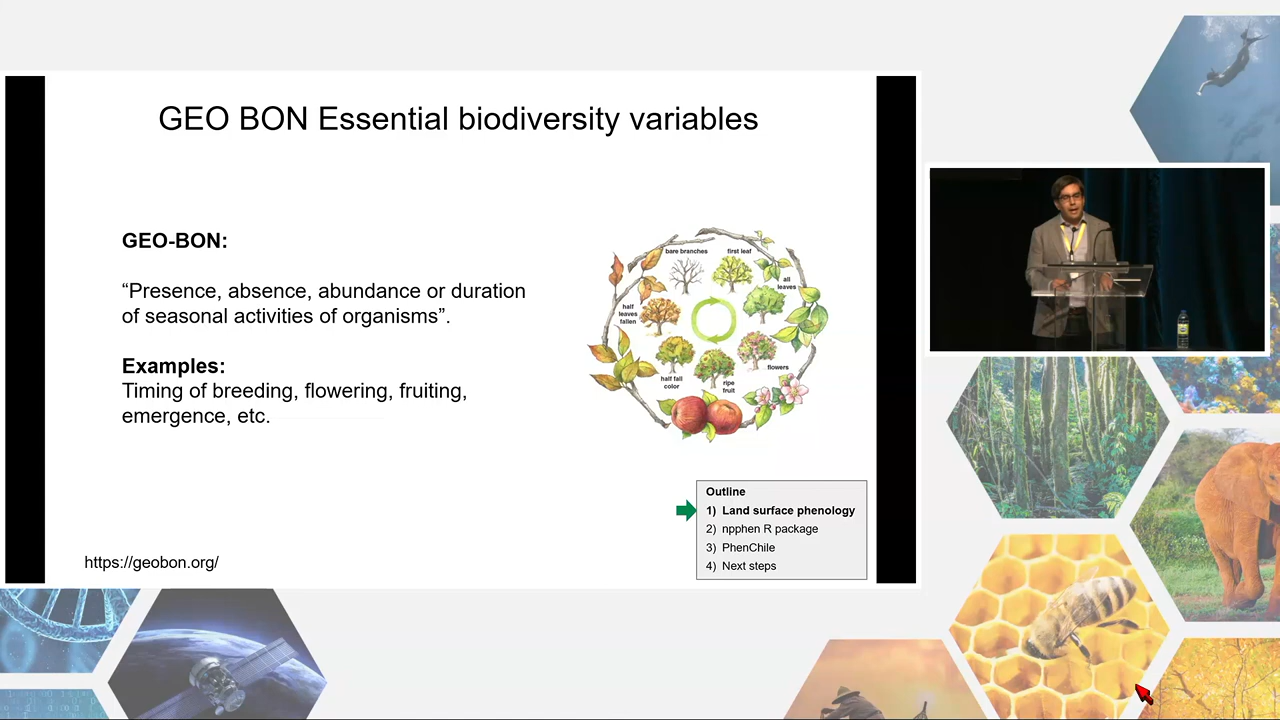 GEO BON Essential biodiversity variables
GEO-BON:
“Presence, absence, abundance or duration
of seasonal activities of organisms”.
Examples:
Timing of breeding, flowering, fruiting,
emergence, etc.
bare branches
first leaf
all
leaves
flowers
ripe
fruit
half fall
color
half
leaves
fallen
Outline
1) Land surface phenology
2) npphen R package
3) PhenChile
4) Next steps
https://geobon.org/